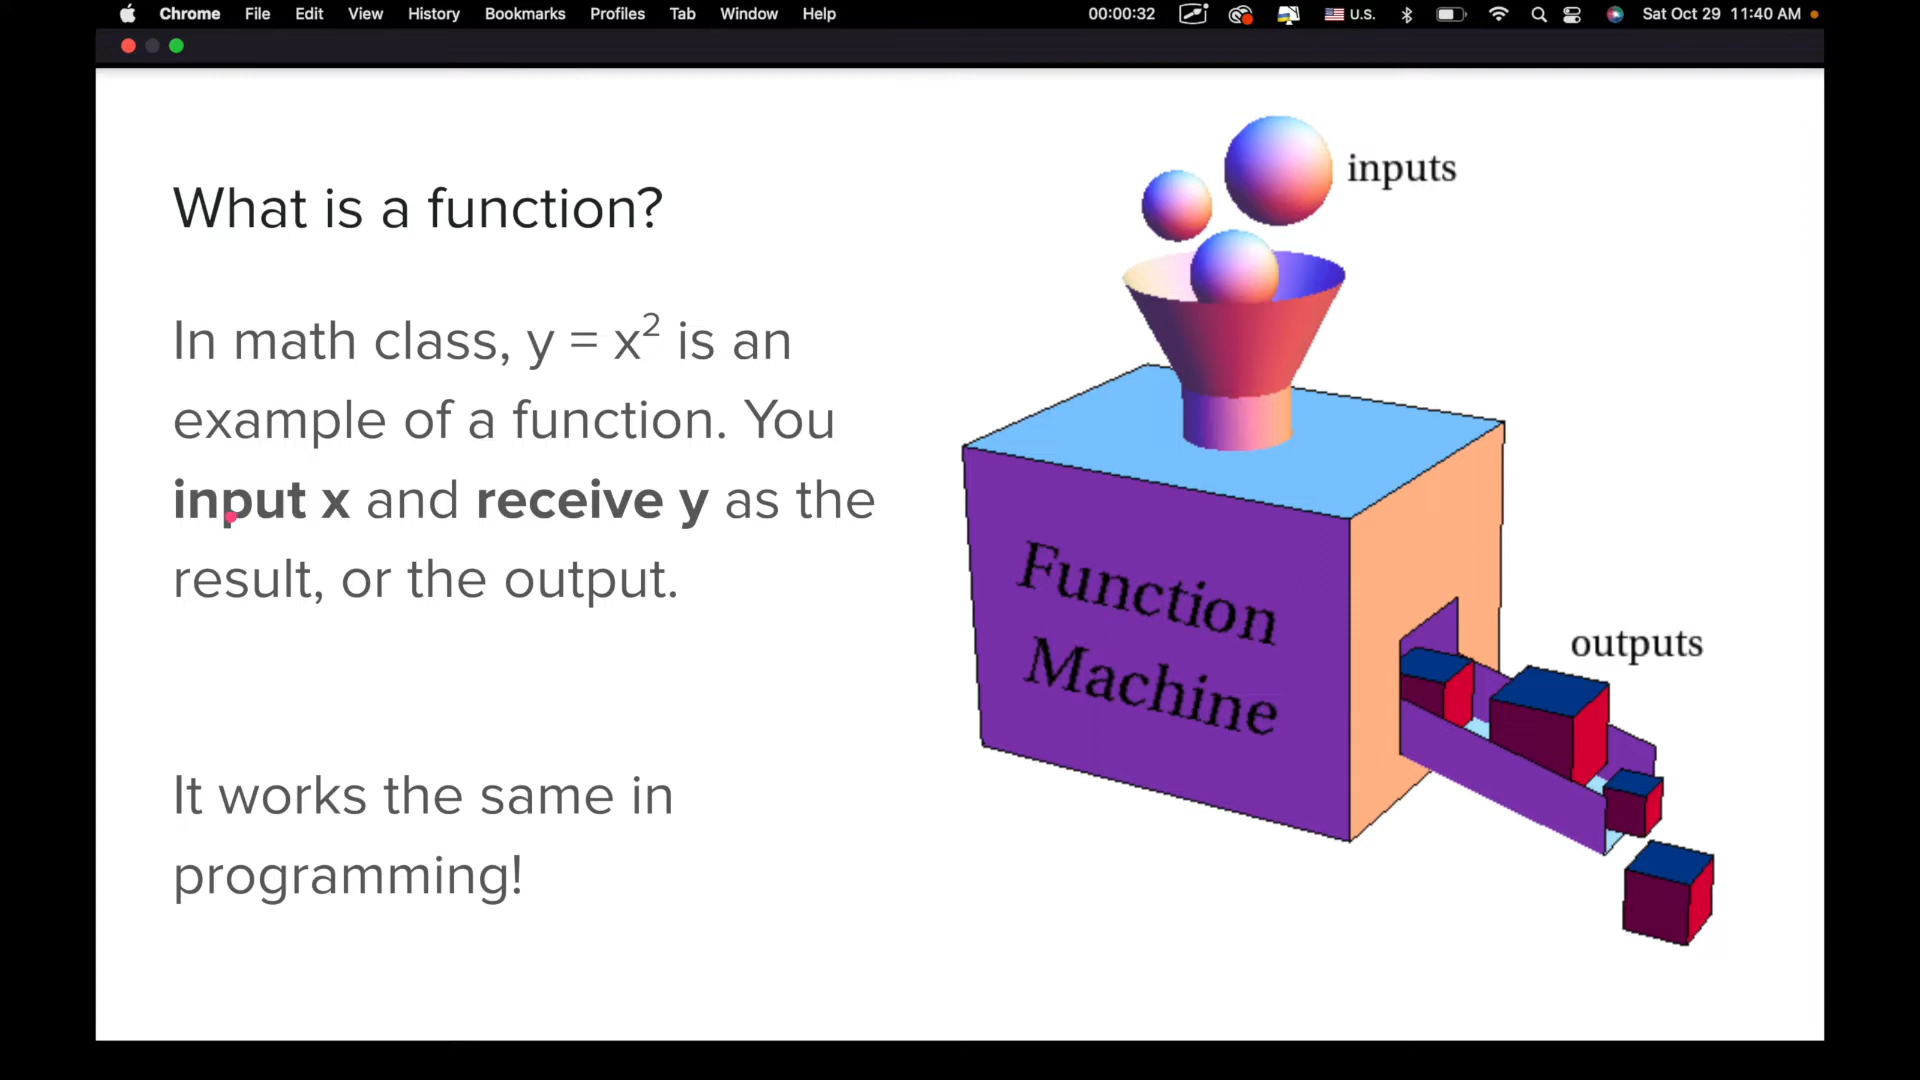 Chrome File Edit View History Bookmarks Profiles Tab Window Help 00:00:32 U.S. Sat Oct 29 11:40 AM
What is a function?
In math class, y = x² is an
example of a function. You
input x and receive y as the
result, or the output.
It works the same in
programming!
inputs
Function
Machine
outputs